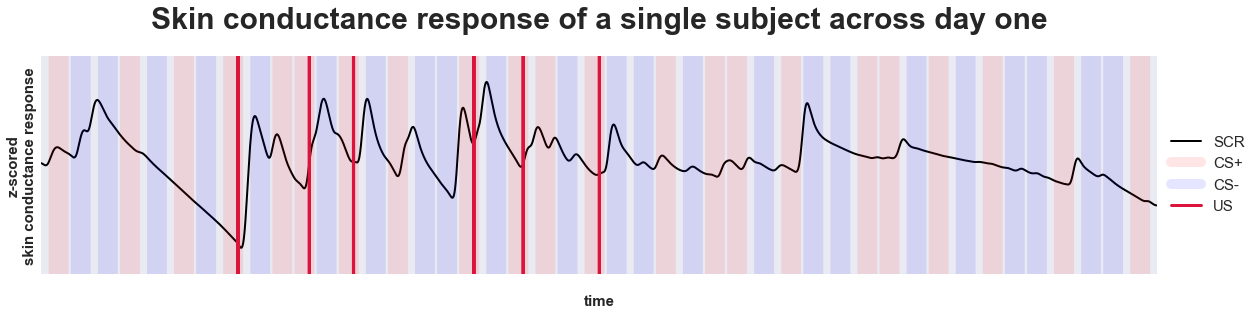 Skin conductance response of a single subject across day one
z-scored
skin conductance response
SCR
CS+
CS-
US
time